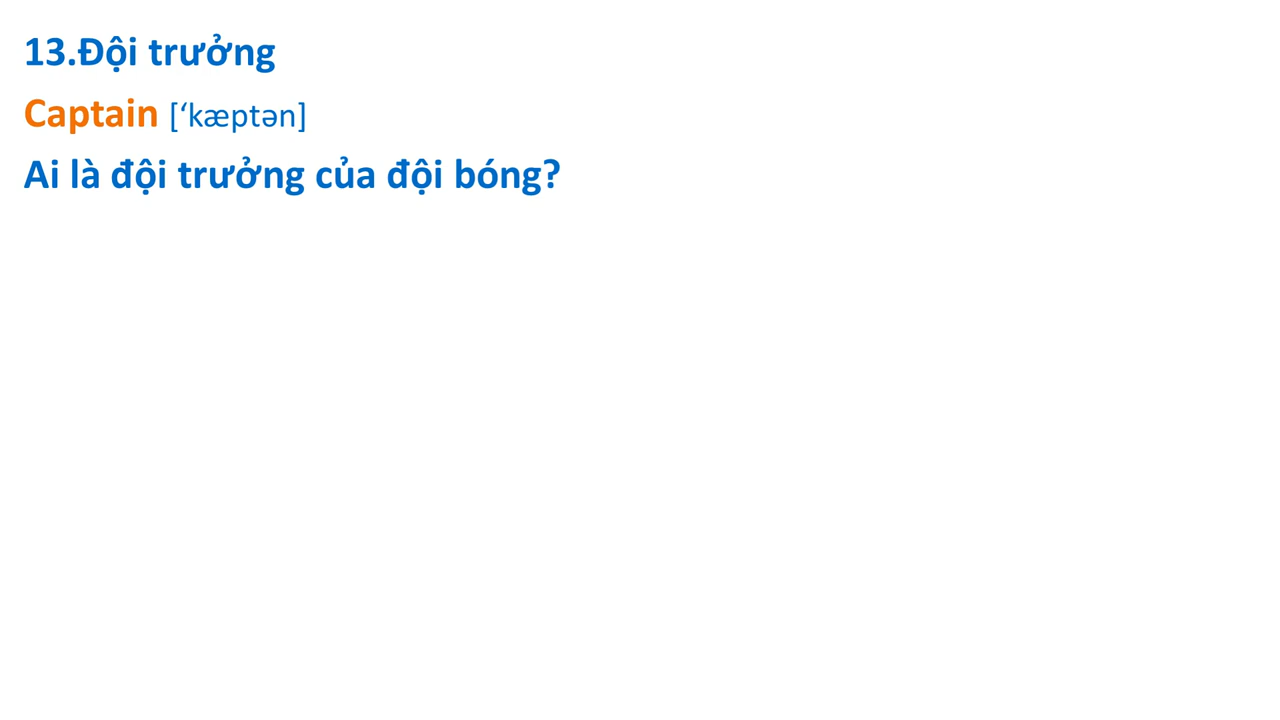 13.Đội trưởng
Captain [‘kæptən]
Ai là đội trưởng của đội bóng?